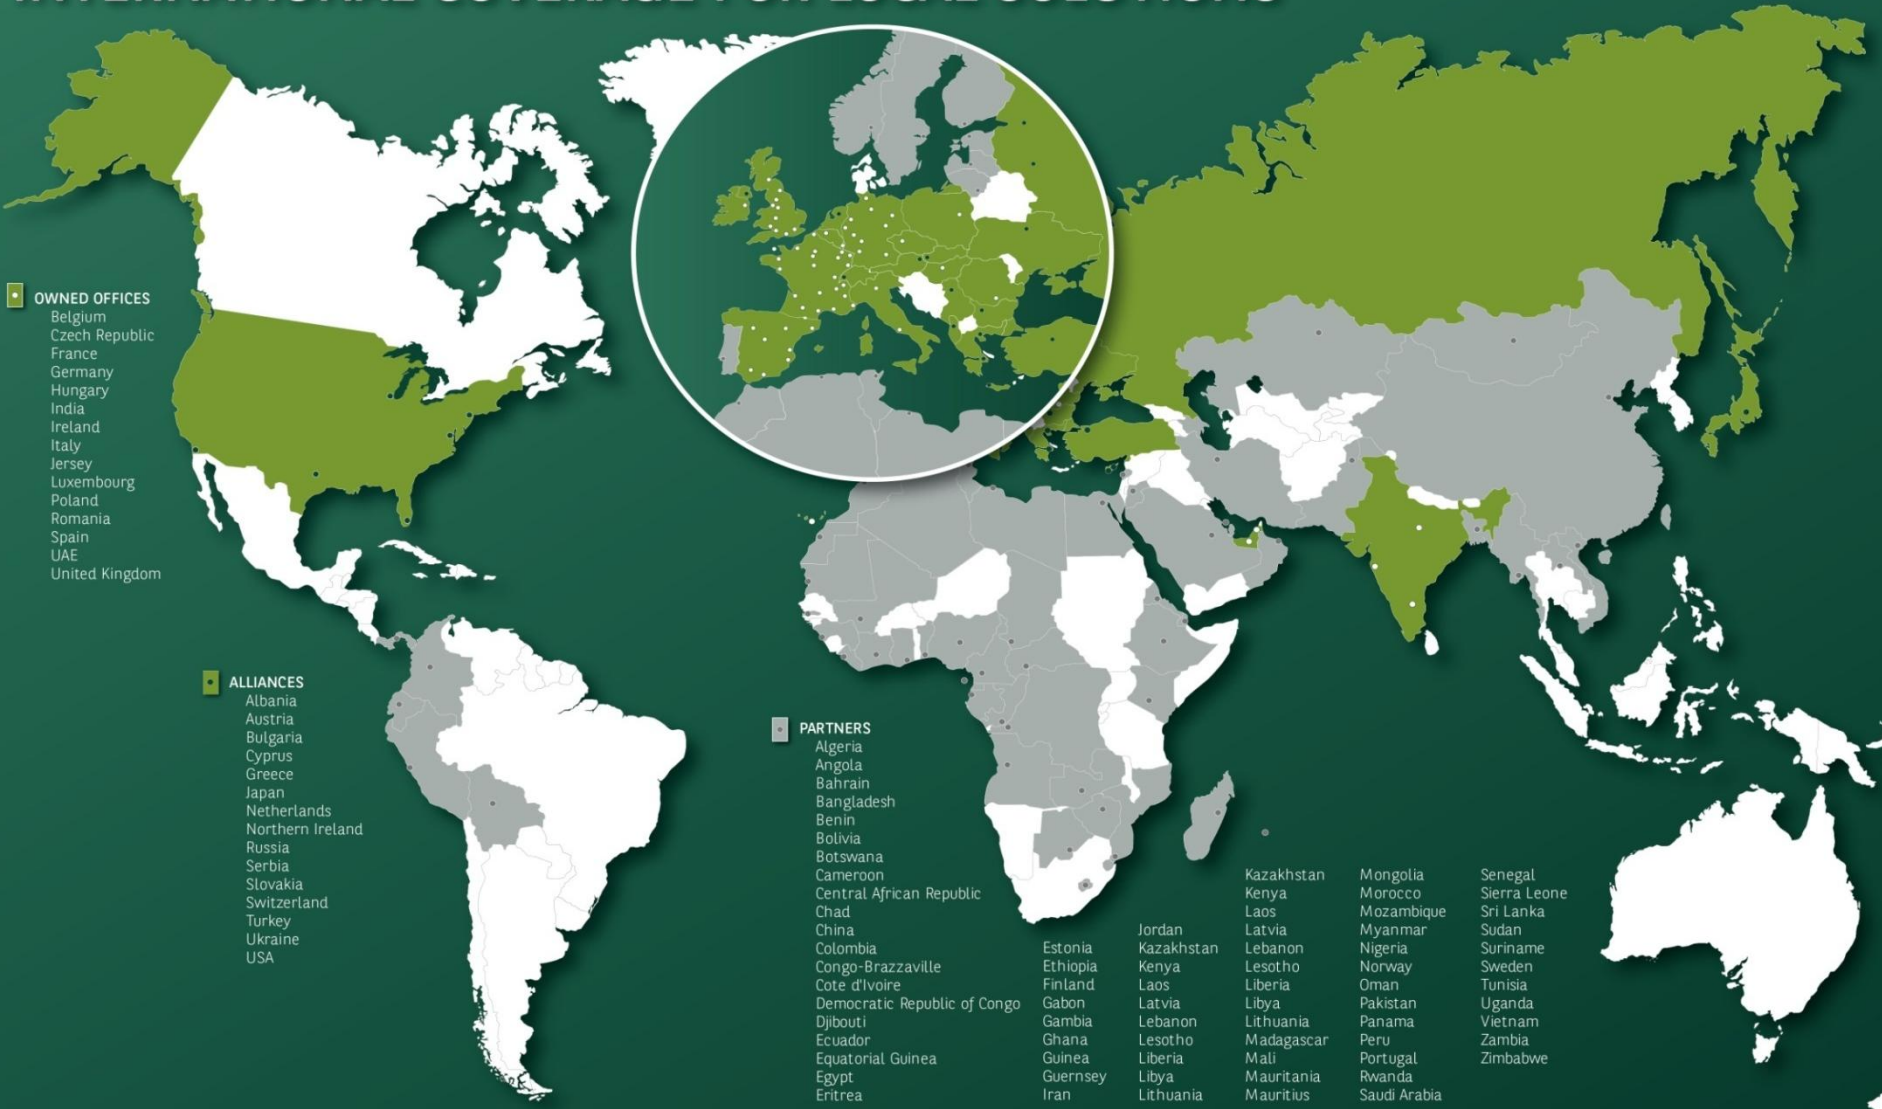 INTERNATIONAL COVERAGE FOR LOCAL SOLUTIONS
OWNED OFFICES
Belgium
Czech Republic
France
Germany
Hungary
India
Ireland
Italy
Jersey
Luxembourg
Poland
Romania
Spain
UAE
United Kingdom
ALLIANCES
Albania
Austria
Bulgaria
Cyprus
Greece
Japan
Netherlands
Northern Ireland
Russia
Serbia
Slovakia
Switzerland
Turkey
Ukraine
USA
PARTNERS
Algeria
Angola
Bahrain
Bangladesh
Benin
Bolivia
Botswana
Cameroon
Central African Republic
Chad
China
Colombia
Congo-Brazzaville
Cote d'Ivoire
Democratic Republic of Congo
Djibouti
Ecuador
Equatorial Guinea
Egypt
Eritrea
Estonia
Ethiopia
Finland
Gabon
Gambia
Ghana
Guinea
Guernsey
Iran
Jordan
Kazakhstan
Kenya
Laos
Latvia
Lebanon
Lesotho
Liberia
Libya
Lithuania
Kazakhstan
Kenya
Laos
Latvia
Lebanon
Lesotho
Liberia
Libya
Lithuania
Madagascar
Mali
Mauritania
Mauritius
Mongolia
Morocco
Mozambique
Myanmar
Nigeria
Norway
Oman
Pakistan
Panama
Peru
Portugal
Rwanda
Saudi Arabia
Senegal
Sierra Leone
Sri Lanka
Sudan
Suriname
Sweden
Tunisia
Uganda
Vietnam
Zambia
Zimbabwe